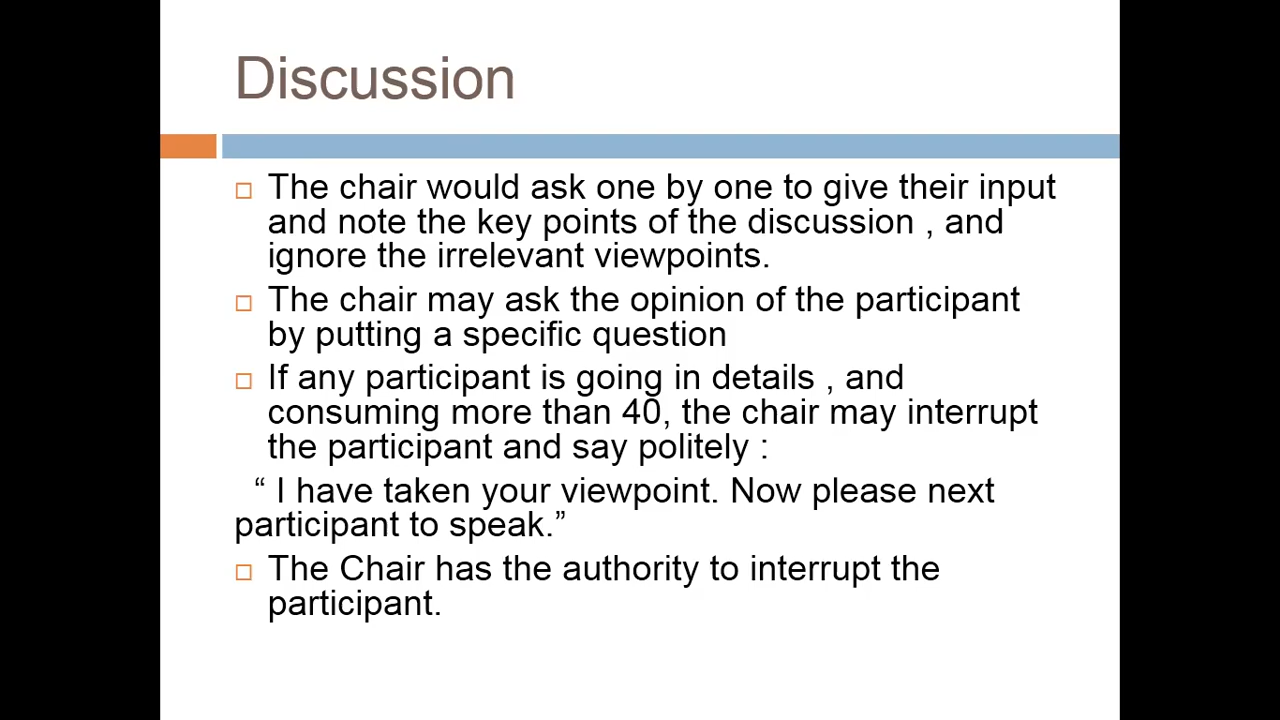 Discussion
The chair would ask one by one to give their input
and note the key points of the discussion , and
ignore the irrelevant viewpoints.
The chair may ask the opinion of the participant
by putting a specific question
If any participant is going in details , and
consuming more than 40, the chair may interrupt
the participant and say politely :
“ I have taken your viewpoint. Now please next
participant to speak.”
The Chair has the authority to interrupt the
participant.